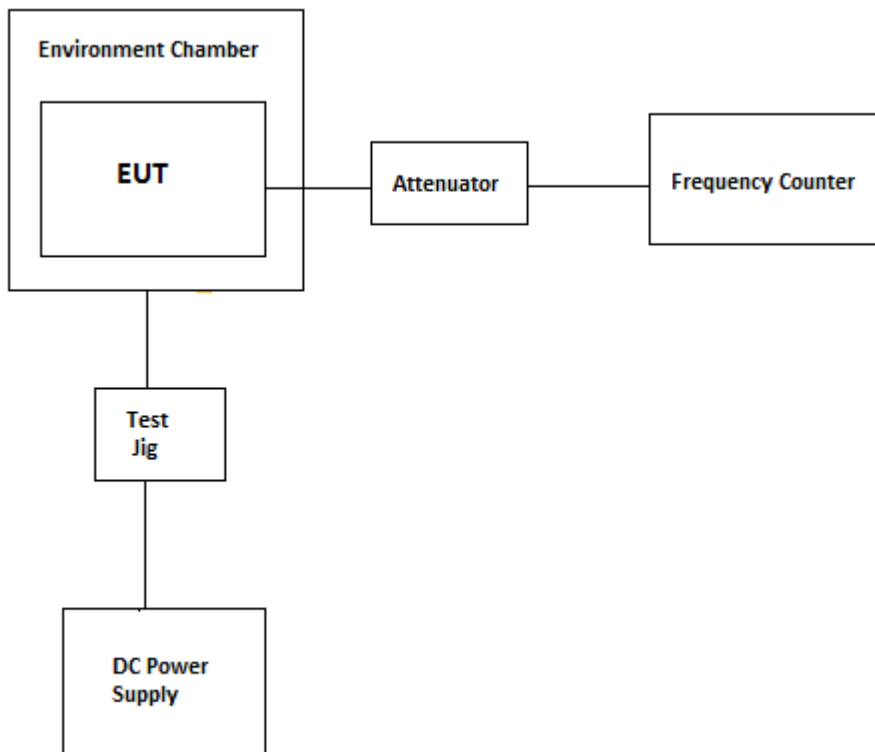 Environment Chamber
EUT
Attenuator
Frequency Counter
Test
Jig
DC Power
Supply